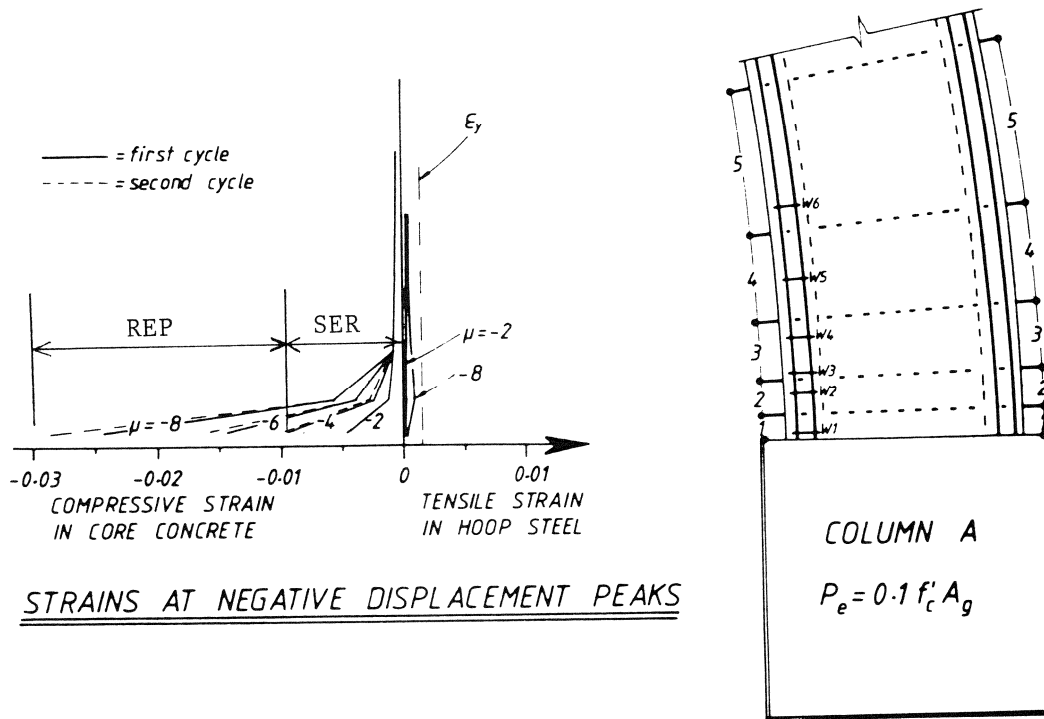 = first cycle
= second cycle
εy
REP
SER
μ=-2
-8
μ=-8
-6
-4
-2
-0.03
-0.02
-0.01
0
0.01
COMPRESSIVE STRAIN
IN CORE CONCRETE
TENSILE STRAIN
IN HOOP STEEL
STRAINS AT NEGATIVE DISPLACEMENT PEAKS
5
5
W6
4
4
W5
W4
3
3
W3
W2
2
2
1
W1
COLUMN A
Pe = 0.1 f'c Ag